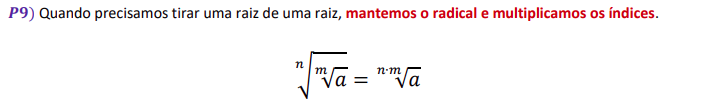 P9) Quando precisamos tirar uma raiz de uma raiz, mantemos o radical e multiplicamos os índices.
ⁿ√(ᵐ√a) = ⁿ·ᵐ√a